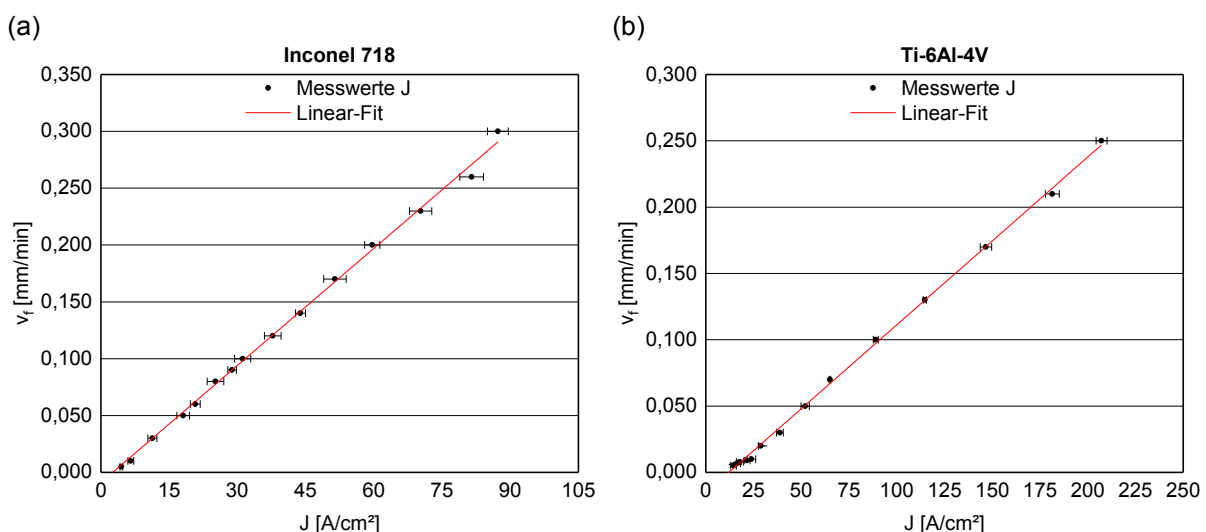 (a)
Inconel 718
0,350
0,300
0,250
0,200
0,150
0,100
0,050
0,000
v_f [mm/min]
Messwerte J
Linear-Fit
0 15 30 45 60 75 90 105
J [A/cm²]
(b)
Ti-6Al-4V
0,300
0,250
0,200
0,150
0,100
0,050
0,000
v_f [mm/min]
Messwerte J
Linear-Fit
0 25 50 75 100 125 150 175 200 225 250
J [A/cm²]